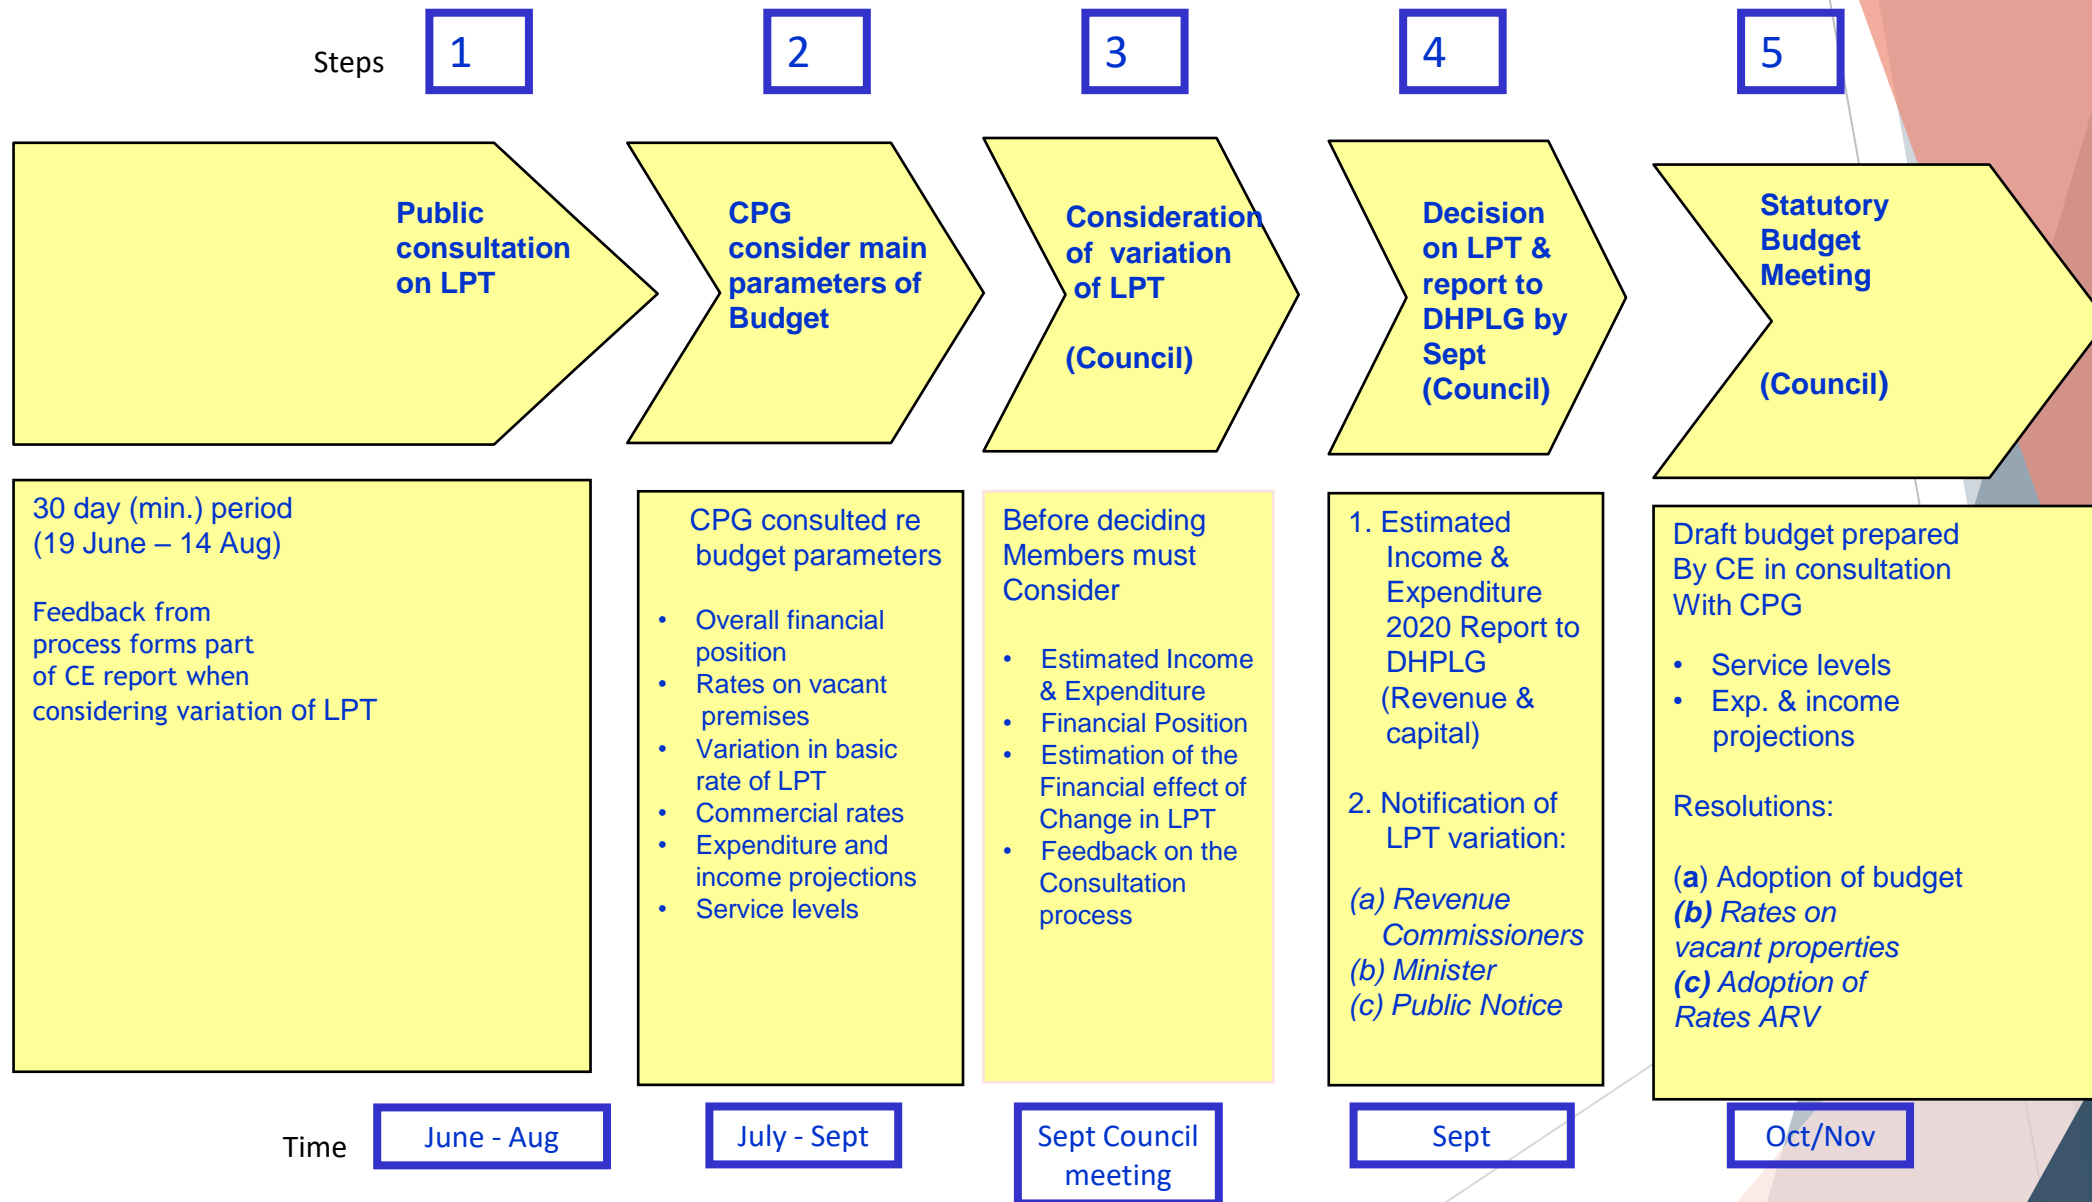 Steps
1
2
3
4
5
Public
consultation
on LPT
CPG
consider main
parameters of
Budget
Consideration
of variation
of LPT
(Council)
Decision
on LPT &
report to
DHPLG by
Sept
(Council)
Statutory
Budget
Meeting
(Council)
30 day (min.) period
(19 June – 14 Aug)
Feedback from
process forms part
of CE report when
considering variation of LPT
CPG consulted re
budget parameters
• Overall financial
position
• Rates on vacant
premises
• Variation in basic
rate of LPT
• Commercial rates
• Expenditure and
income projections
• Service levels
Before deciding
Members must
Consider
• Estimated Income
& Expenditure
• Financial Position
• Estimation of the
Financial effect of
Change in LPT
• Feedback on the
Consultation
process
1. Estimated
Income &
Expenditure
2020 Report to
DHPLG
(Revenue &
capital)
2. Notification of
LPT variation:
(a) Revenue
Commissioners
(b) Minister
(c) Public Notice
Draft budget prepared
By CE in consultation
With CPG
• Service levels
• Exp. & income
projections
Resolutions:
(a) Adoption of budget
(b) Rates on
vacant properties
(c) Adoption of
Rates ARV
Time
June - Aug
July - Sept
Sept Council
meeting
Sept
Oct/Nov